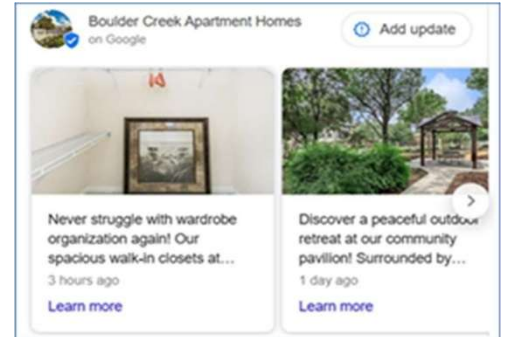 Boulder Creek Apartment Homes
on Google
Add update
Never struggle with wardrobe
organization again! Our
spacious walk-in closets at...
3 hours ago
Learn more
Discover a peaceful outdoor
retreat at our community
pavilion! Surrounded by...
1 day ago
Learn more